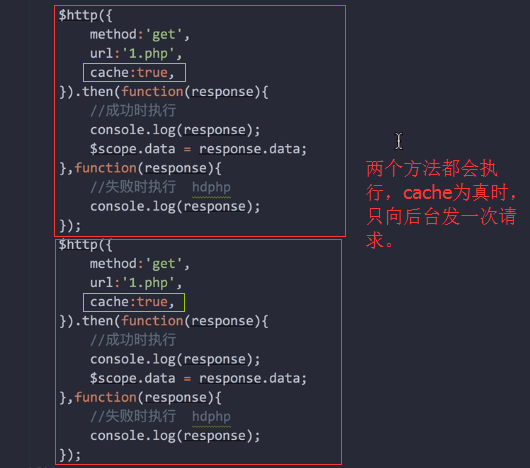 $http({
    method:'get',
    url:'1.php',
    cache:true,
}).then(function(response){
    //成功时执行
    console.log(response);
    $scope.data = response.data;
},function(response){
    //失败时执行  hdphp
    console.log(response);
});
$http({
    method:'get',
    url:'1.php',
    cache:true,
}).then(function(response){
    //成功时执行
    console.log(response);
    $scope.data = response.data;
},function(response){
    //失败时执行  hdphp
    console.log(response);
});
两个方法都会执
行，cache为真时，
只向后台发一次请
求。